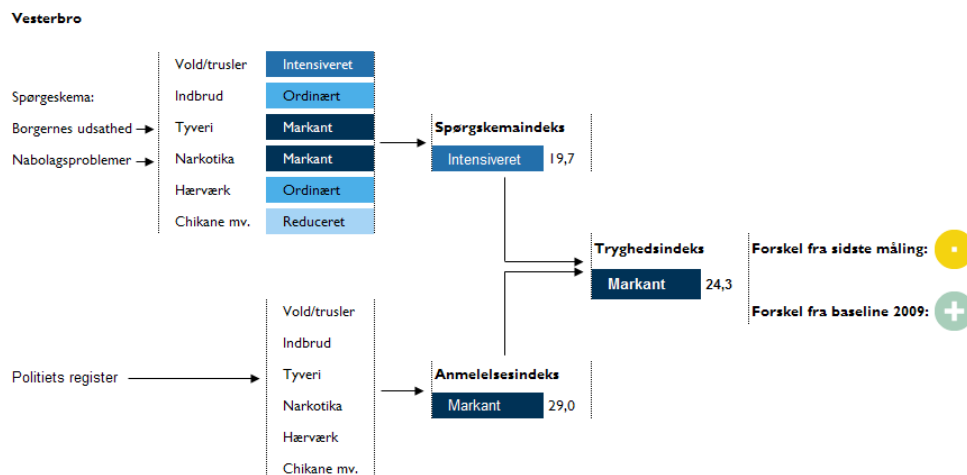 Vesterbro
Vold/trusler Intensiveret
Spørgeskema: Indbrud Ordinært
Borgernes udsathed Tyveri Markant Spørgskemaindeks
Nabolagsproblemer Narkotika Markant Intensiveret 19,7
Hærværk Ordinært
Chikane mv. Reduceret
Tryghedsindeks Forskel fra sidste måling:
Markant 24,3
Vold/trusler Forskel fra baseline 2009:
Indbrud
Politiets register Tyveri Anmelelsesindeks
Narkotika Markant 29,0
Hærværk
Chikane mv.